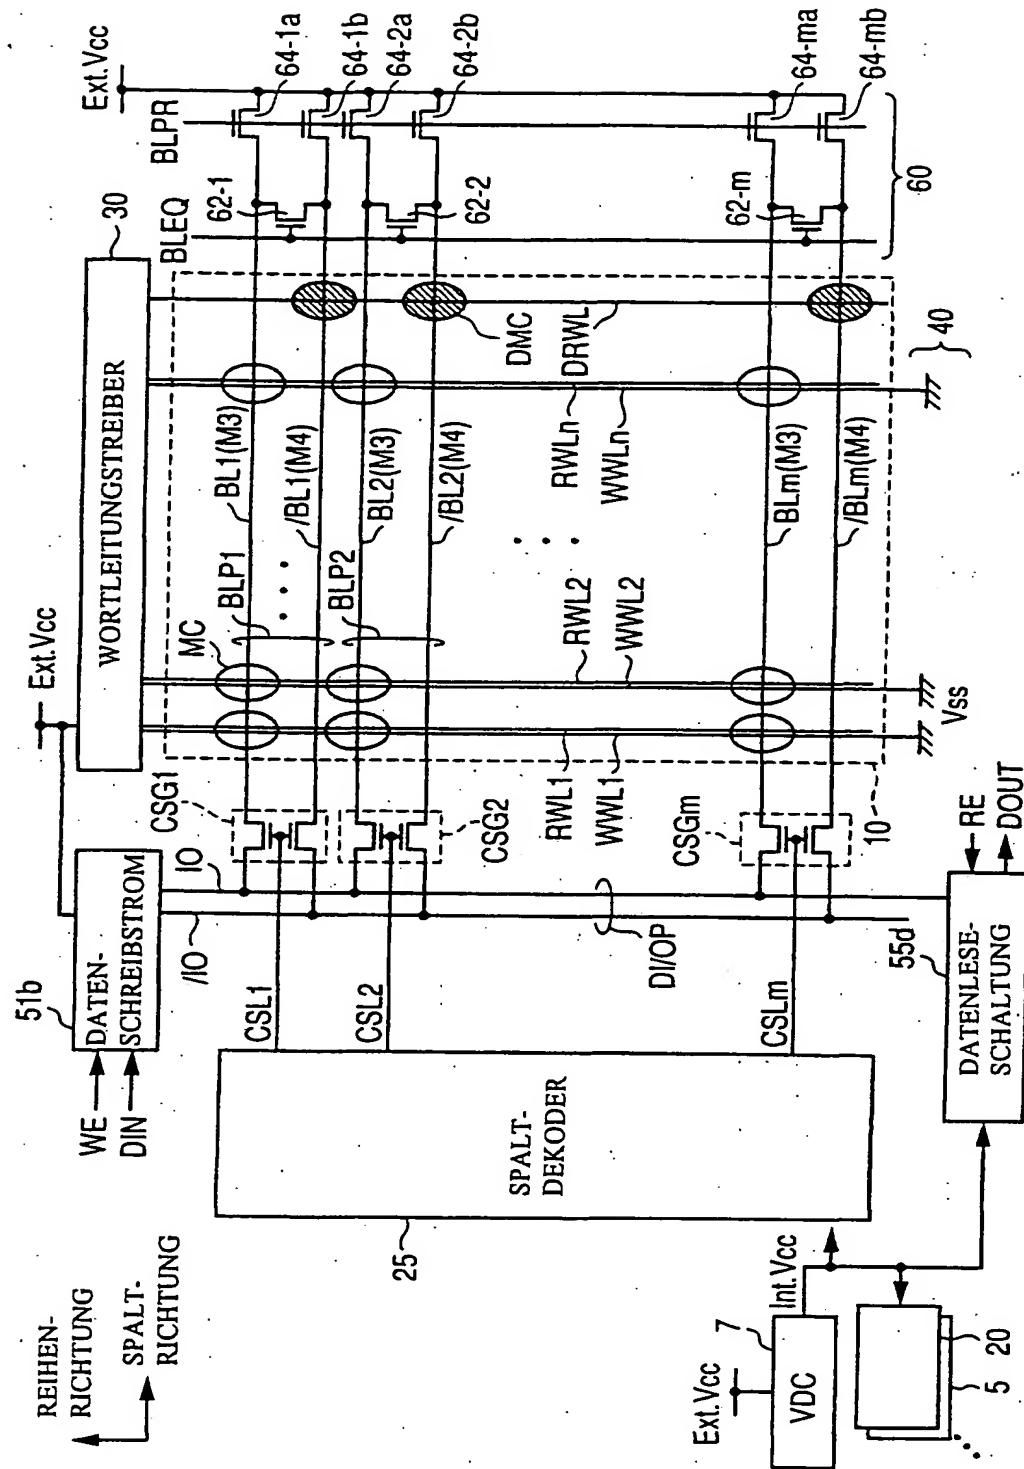 REIHEN-
RICHTUNG
SPALT-
RICHTUNG
WE
DIN
51b
DATEN-
SCHREIBSTROM
Ext.Vcc
30
WORTLEITUNGSTREIBER
BLEQ
BLPR
Ext.Vcc
/IO
IO
CSG1
MC
BLP1
BL1(M3)
/BL1(M4)
62-1
64-1a
64-1b
64-2a
64-2b
CSL1
CSL2
CSG2
BLP2
BL2(M3)
/BL2(M4)
62-2
DMC
DRWL
25
SPALT-
DEKODER
DI/OP
RWL1
WWL1
RWL2
WWL2
RWLn
WWLn
CSLm
CSGm
BLm(M3)
/BLm(M4)
62-m
64-ma
64-mb
60
10
Vss
40
Ext.Vcc
7
VDC
Int.Vcc
20
5
55d
DATENLESE-
SCHALTUNG
RE
DOUT